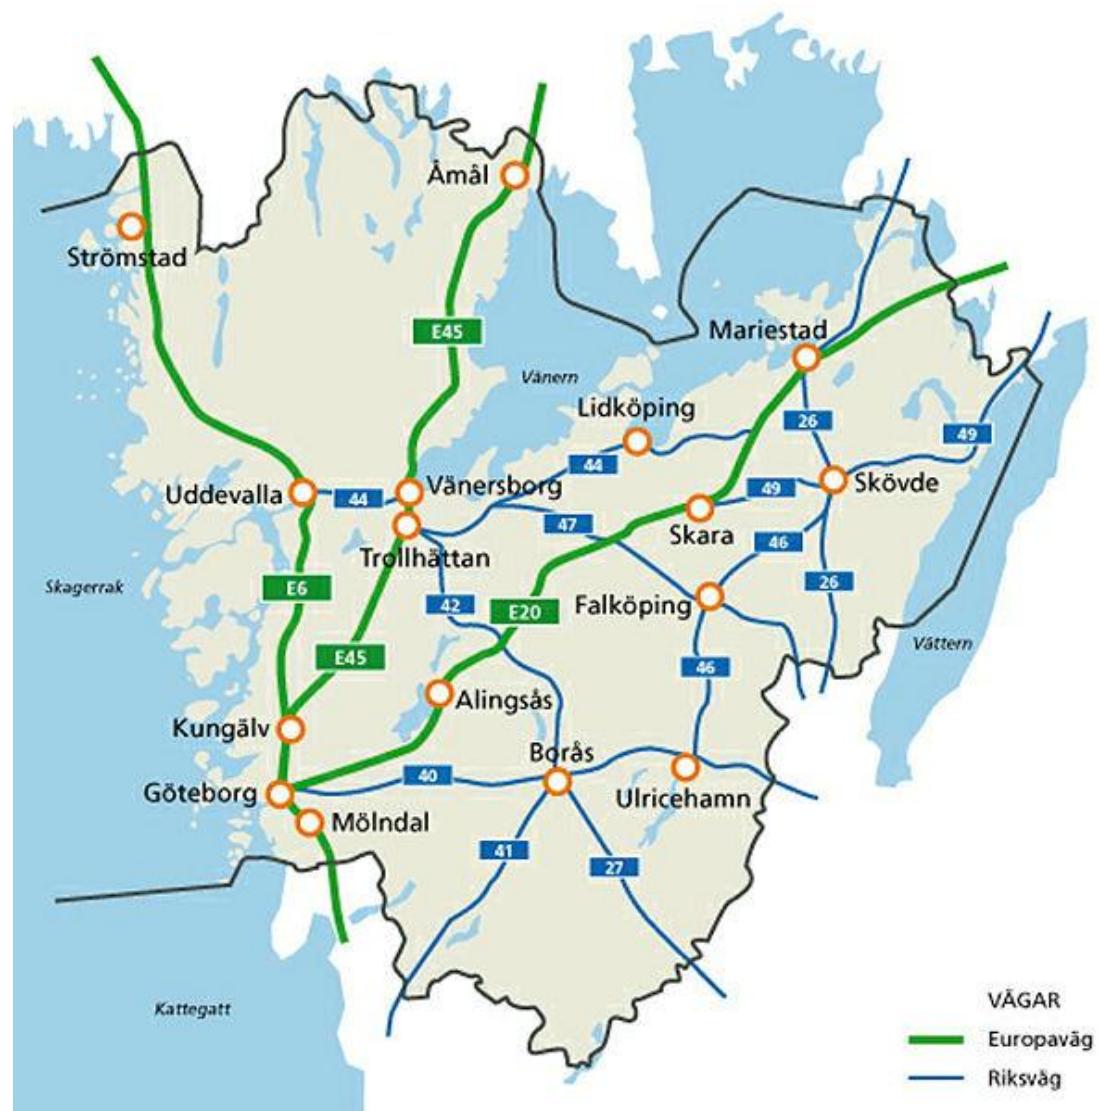 Åmål
Strömstad
E45
Mariestad
Vänern
Lidköping
26
49
44
Uddevalla
44
Vänersborg
49
Skövde
47
Skara
Trollhättan
46
Skagerrak
E6
42
E20
Falköping
26
Vättern
E45
46
Alingsås
Kungälv
Borås
40
Göteborg
Ulricehamn
Mölndal
41
27
Kattegatt
VÄGAR
Europaväg
Riksväg